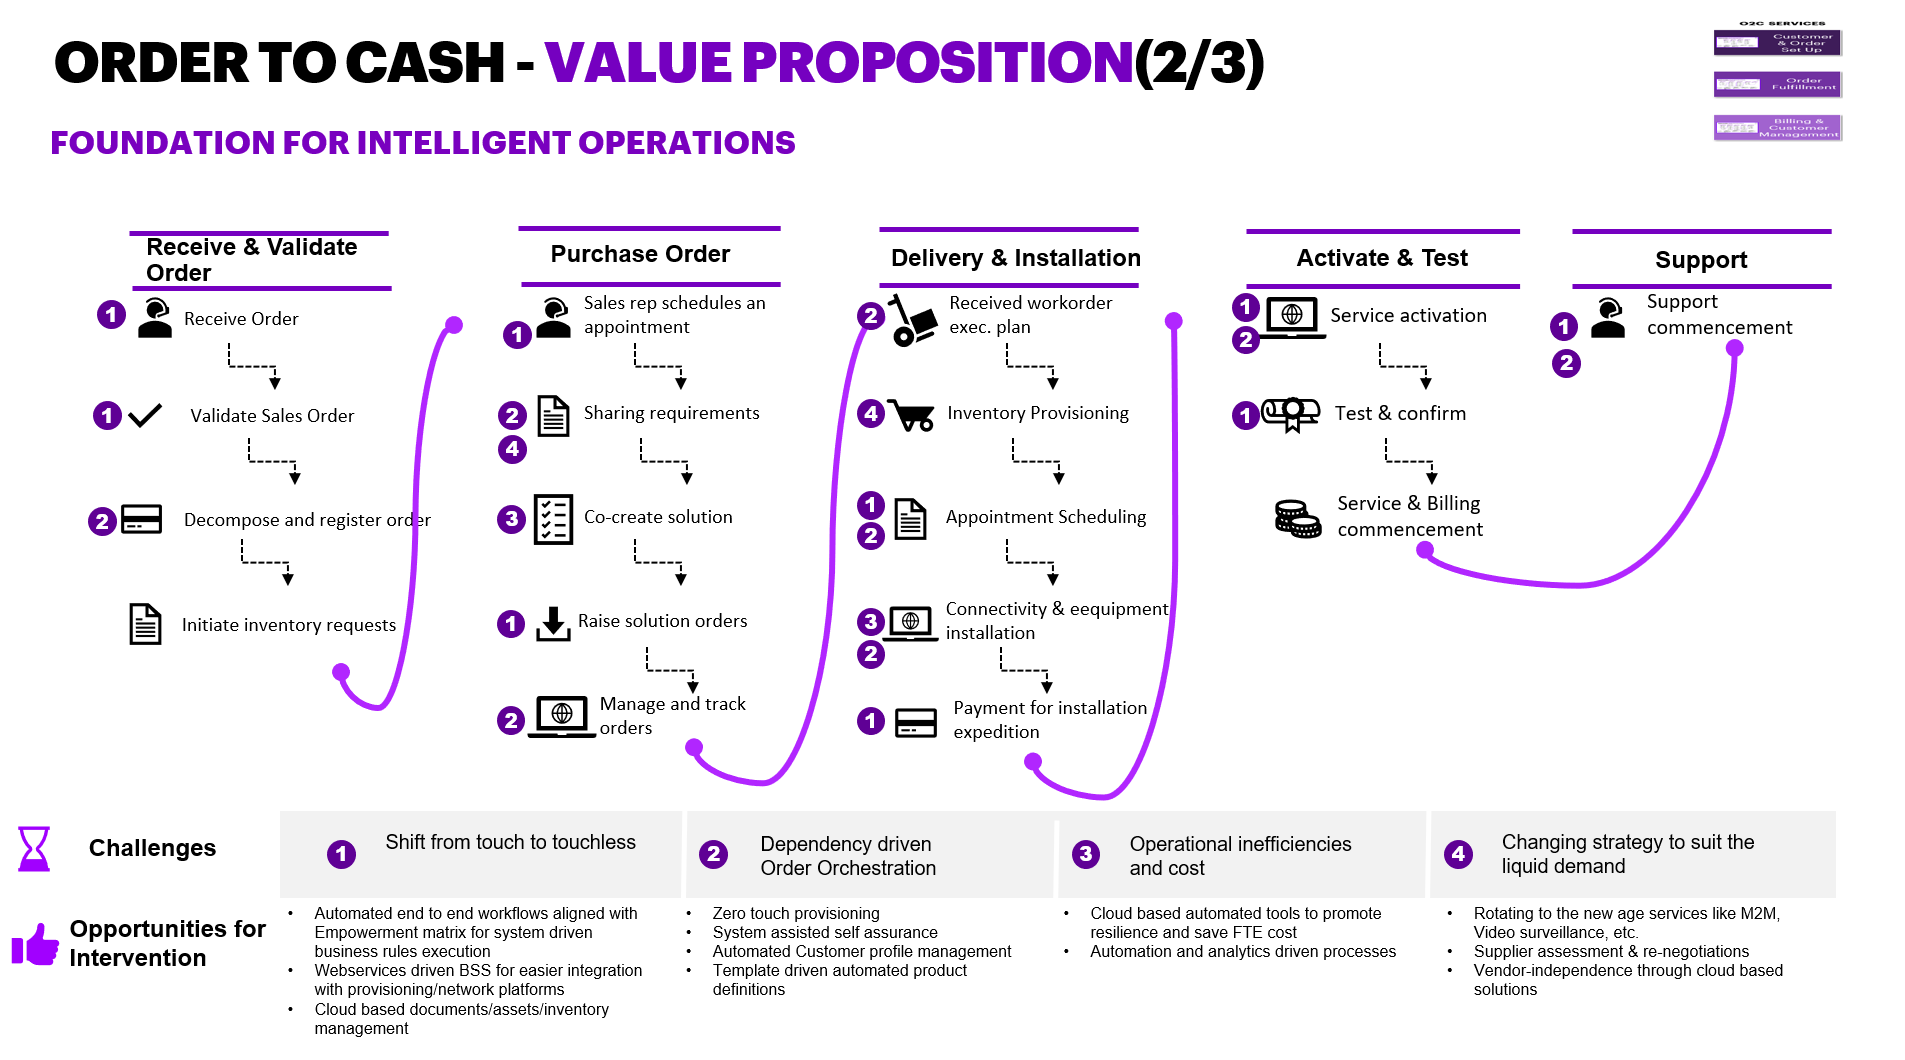 ORDER TO CASH - VALUE PROPOSITION(2/3)
O2C SERVICES
Customer
& Order
Set Up
Order
Fulfillment
Billing &
Customer
Management
FOUNDATION FOR INTELLIGENT OPERATIONS
Receive & Validate
Order
1
Receive Order
1
Validate Sales Order
2
Decompose and register order
Initiate inventory requests
Purchase Order
Sales rep schedules an
1
appointment
2
Sharing requirements
4
3
Co-create solution
1
Raise solution orders
Manage and track
2
orders
Delivery & Installation
Received workorder
2
exec. plan
4
Inventory Provisioning
1
Appointment Scheduling
2
Connectivity & eequipment
3
installation
2
Payment for installation
1
expedition
Activate & Test
1
Service activation
2
1
Test & confirm
Service & Billing
commencement
Support
Support
1
commencement
2
Challenges
1
Shift from touch to touchless
2
Dependency driven
Order Orchestration
3
Operational inefficiencies
and cost
4
Changing strategy to suit the
liquid demand
Opportunities for
Intervention
• Automated end to end workflows aligned with
Empowerment matrix for system driven
business rules execution
• Webservices driven BSS for easier integration
with provisioning/network platforms
• Cloud based documents/assets/inventory
management
• Zero touch provisioning
• System assisted self assurance
• Automated Customer profile management
• Template driven automated product
definitions
• Cloud based automated tools to promote
resilience and save FTE cost
• Automation and analytics driven processes
• Rotating to the new age services like M2M,
Video surveillance, etc.
• Supplier assessment & re-negotiations
• Vendor-independence through cloud based
solutions